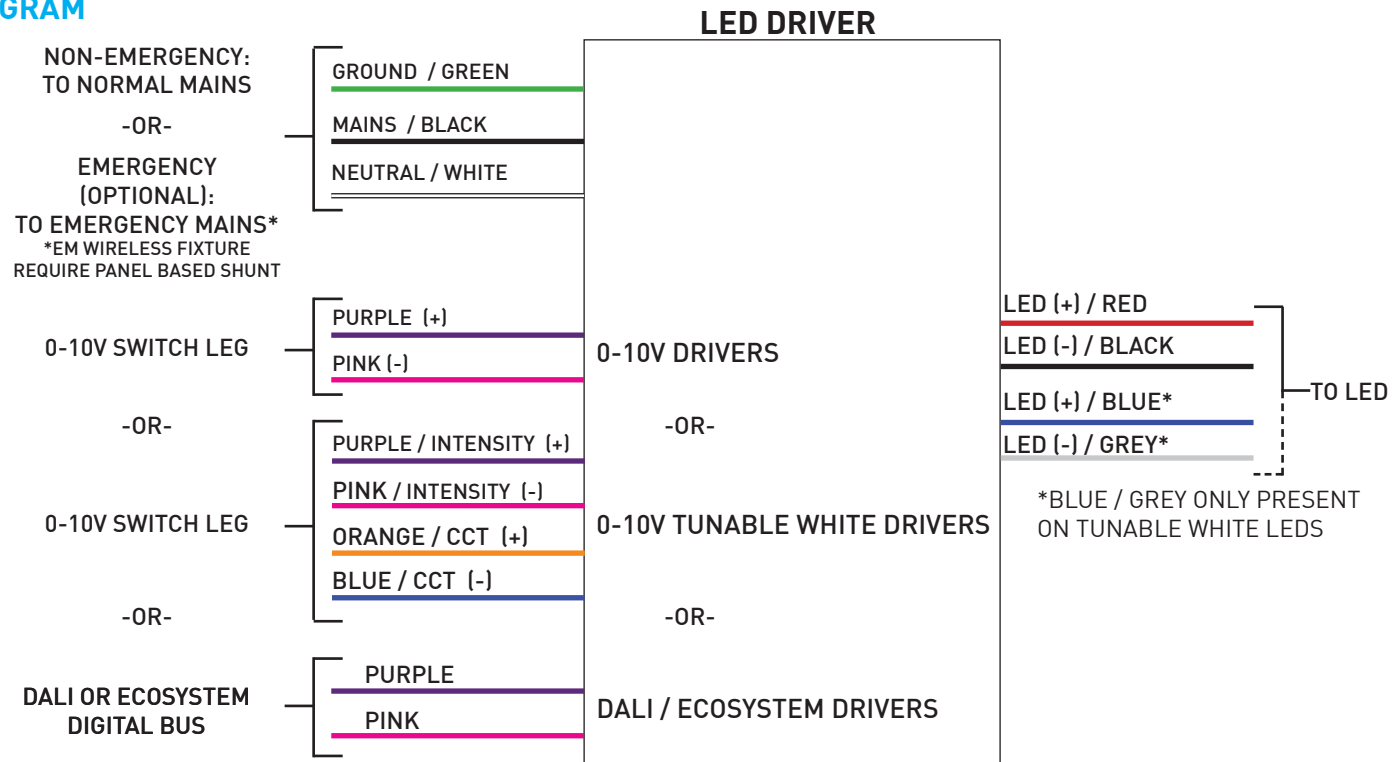 GRAM
LED DRIVER
NON-EMERGENCY:
TO NORMAL MAINS
-OR-
EMERGENCY
(OPTIONAL):
TO EMERGENCY MAINS*
*EM WIRELESS FIXTURE
REQUIRE PANEL BASED SHUNT
GROUND / GREEN
MAINS / BLACK
NEUTRAL / WHITE
0-10V SWITCH LEG
PURPLE (+)
PINK (-)
0-10V DRIVERS
-OR-
-OR-
0-10V SWITCH LEG
PURPLE / INTENSITY (+)
PINK / INTENSITY (-)
ORANGE / CCT (+)
BLUE / CCT (-)
0-10V TUNABLE WHITE DRIVERS
-OR-
-OR-
DALI OR ECOSYSTEM
DIGITAL BUS
PURPLE
PINK
DALI / ECOSYSTEM DRIVERS
LED (+) / RED
LED (-) / BLACK
LED (+) / BLUE*
LED (-) / GREY*
TO LED
*BLUE / GREY ONLY PRESENT
ON TUNABLE WHITE LEDS